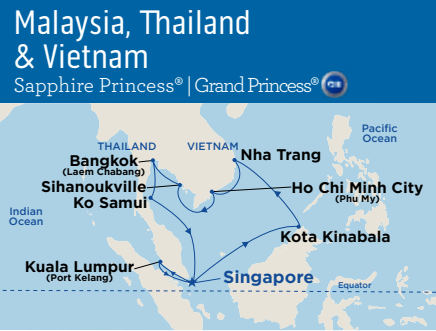 Malaysia, Thailand
& Vietnam
Sapphire Princess® | Grand Princess®
Pacific
Ocean
THAILAND
VIETNAM
Bangkok
(Laem Chabang)
Nha Trang
Sihanoukville
Ho Chi Minh City
(Phu My)
Ko Samui
Indian
Ocean
Kota Kinabala
Kuala Lumpur
(Port Kelang)
Singapore
Equator